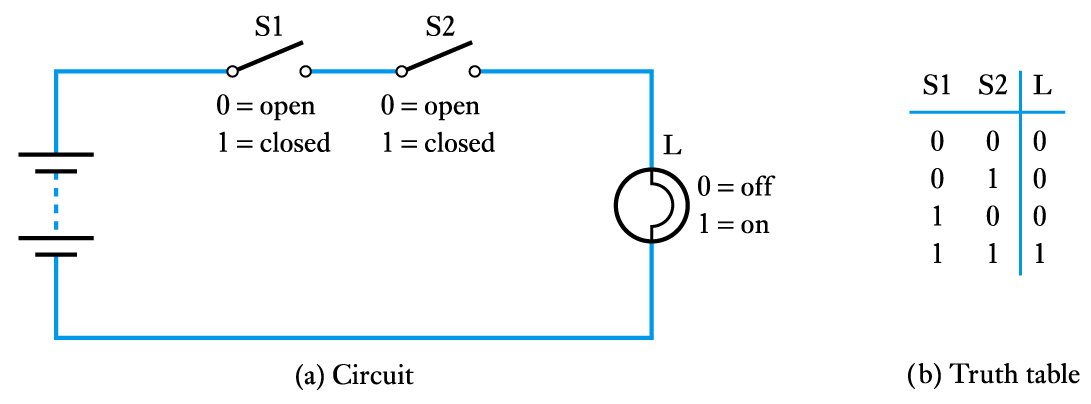 S1 S2
0 = open 0 = open
1 = closed 1 = closed
L
0 = off
1 = on
(a) Circuit
S1 S2 L
0 0 0
0 1 0
1 0 0
1 1 1
(b) Truth table